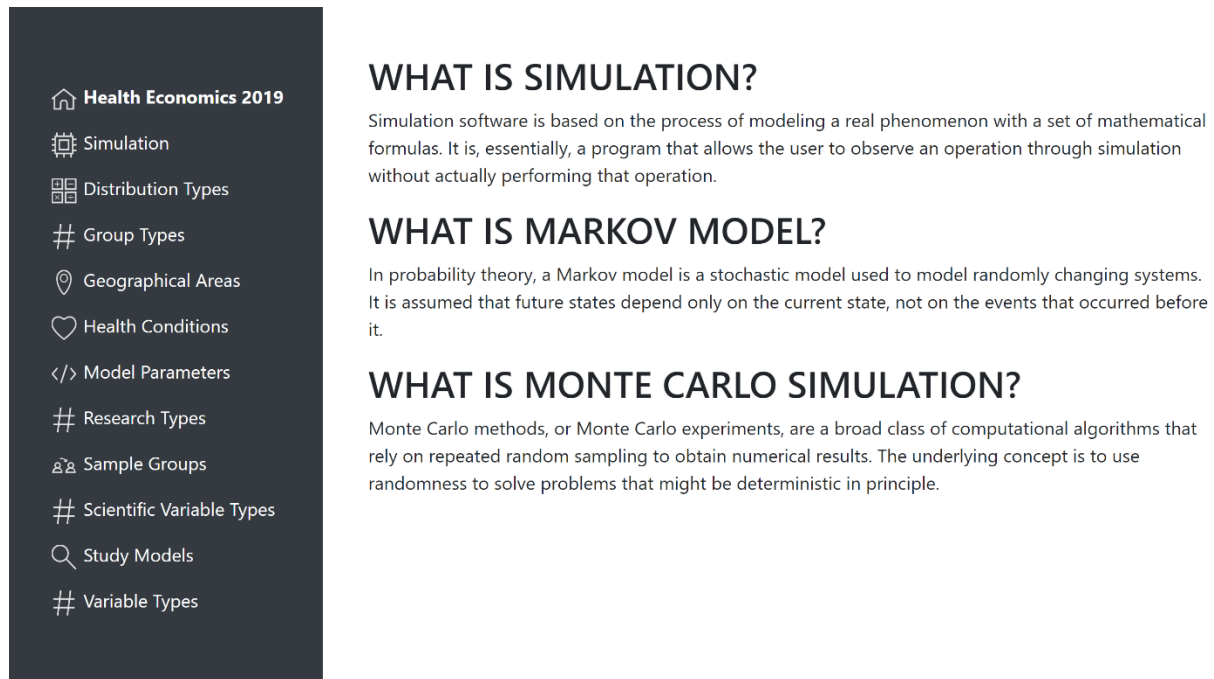 Health Economics 2019
Simulation
Distribution Types
Group Types
Geographical Areas
Health Conditions
Model Parameters
Research Types
Sample Groups
Scientific Variable Types
Study Models
Variable Types
WHAT IS SIMULATION?
Simulation software is based on the process of modeling a real phenomenon with a set of mathematical
formulas. It is, essentially, a program that allows the user to observe an operation through simulation
without actually performing that operation.
WHAT IS MARKOV MODEL?
In probability theory, a Markov model is a stochastic model used to model randomly changing systems.
It is assumed that future states depend only on the current state, not on the events that occurred before
it.
WHAT IS MONTE CARLO SIMULATION?
Monte Carlo methods, or Monte Carlo experiments, are a broad class of computational algorithms that
rely on repeated random sampling to obtain numerical results. The underlying concept is to use
randomness to solve problems that might be deterministic in principle.